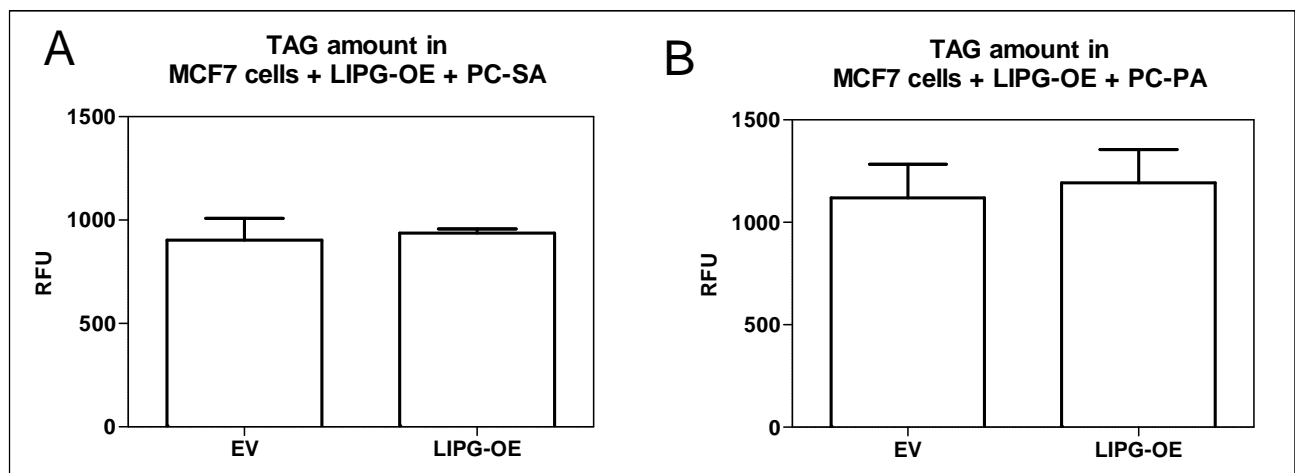 A
TAG amount in
MCF7 cells + LIPG-OE + PC-SA
1500
1000
500
0
RFU
EV
LIPG-OE
B
TAG amount in
MCF7 cells + LIPG-OE + PC-PA
1500
1000
500
0
RFU
EV
LIPG-OE